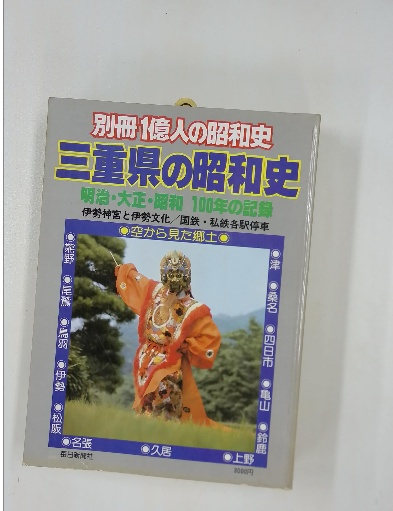 別冊1億人の昭和史
三重県の昭和史
明治・大正・昭和 100年の記録
伊勢神宮と伊勢文化/国鉄・私鉄各駅停車
●空から見た郷土●
●熊野
●尾鷲
●鳥羽
●伊勢
●松阪
●名張
●久居
●上野
●津
●桑名
●四日市
●亀山
●鈴鹿
毎日新聞社